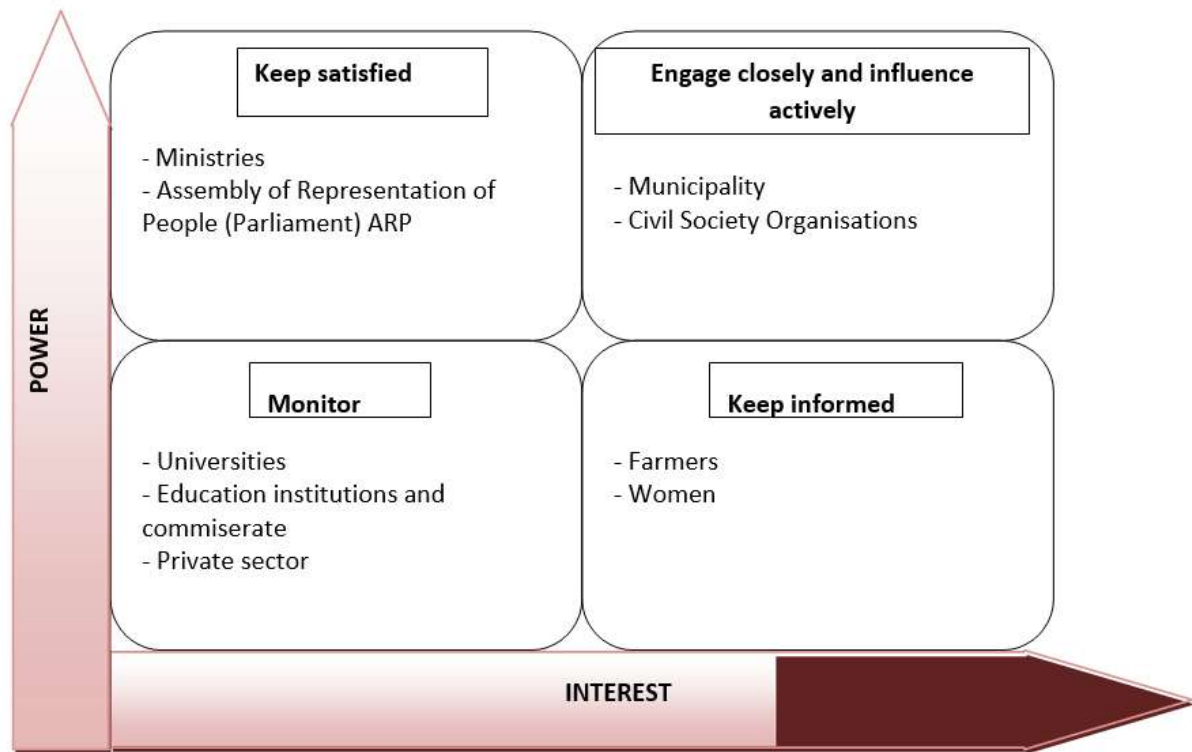 Keep satisfied
- Ministries
- Assembly of Representation of
People (Parliament) ARP
Engage closely and influence
actively
- Municipality
- Civil Society Organisations
POWER
Monitor
- Universities
- Education institutions and
commiserate
- Private sector
Keep informed
- Farmers
- Women
INTEREST